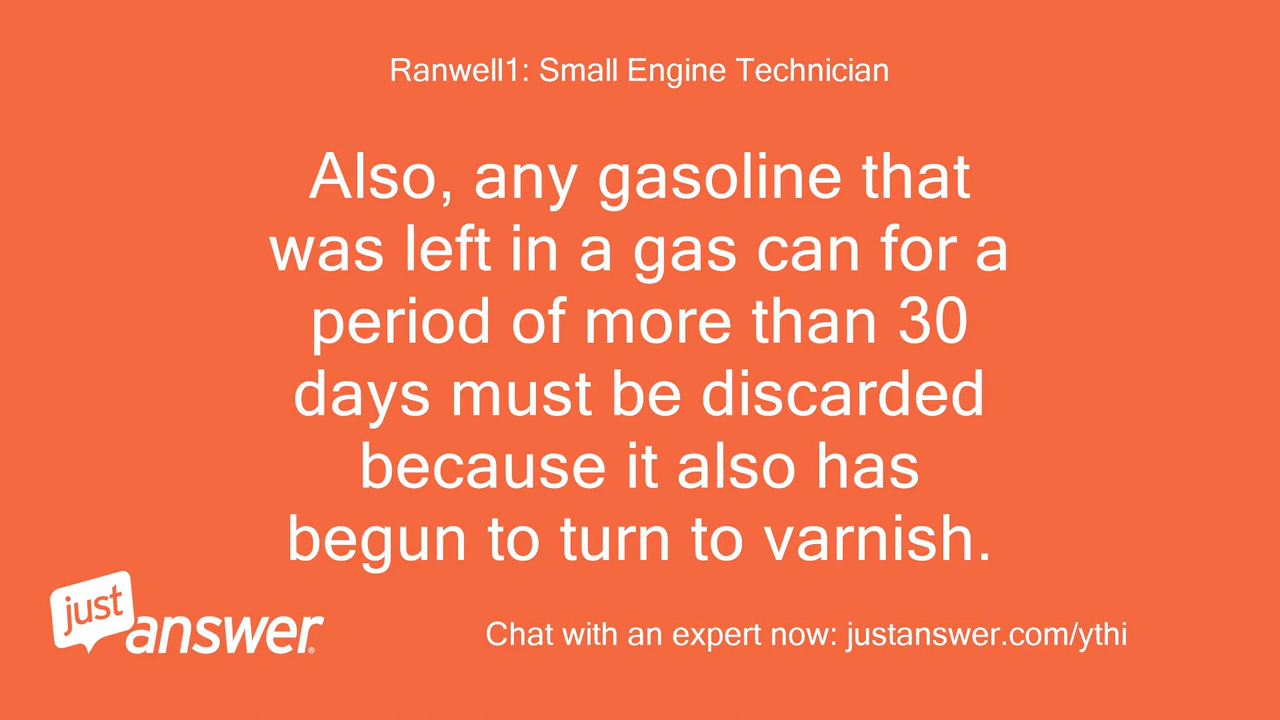 Ranwell1: Small Engine Technician
Also, any gasoline that
was left in a gas can for a
period of more than 30
days must be discarded
because it also has
begun to turn to varnish.
just
answer®
Chat with an expert now: justanswer.com/ythi